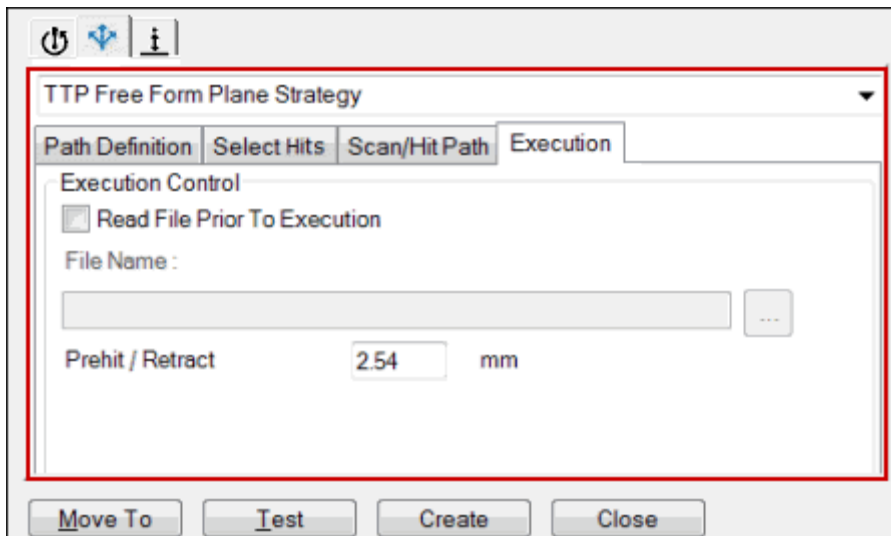 TTP Free Form Plane Strategy
Path Definition Select Hits Scan/Hit Path Execution
Execution Control
Read File Prior To Execution
File Name :
...
Prehit / Retract 2.54 mm
Move To Test Create Close